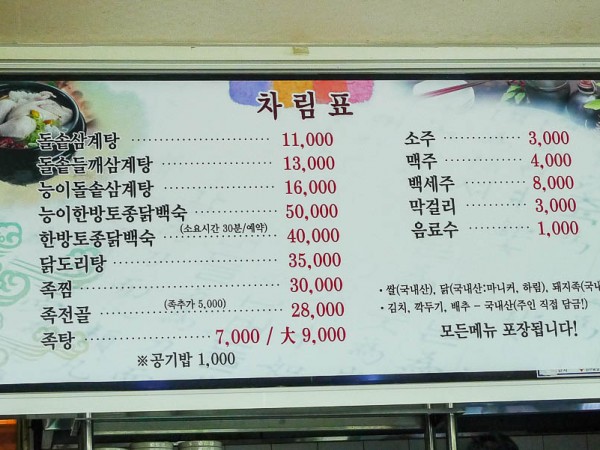 차림표
돌솥삼계탕 11,000
돌솥들깨삼계탕 13,000
능이돌솥삼계탕 16,000
능이한방토종닭백숙 50,000
(소요시간 30분/예약)
한방토종닭백숙 40,000
닭도리탕 35,000
족찜 30,000
(족추가 5,000)
족전골 28,000
족탕 7,000 / 大 9,000
※공기밥 1,000
소주 3,000
맥주 4,000
백세주 8,000
막걸리 3,000
음료수 1,000
• 쌀(국내산), 닭(국내산:마니커, 하림), 돼지족(국내
• 김치, 깍두기, 배추 - 국내산(주인 직접 담금!)
모든메뉴 포장됩니다!